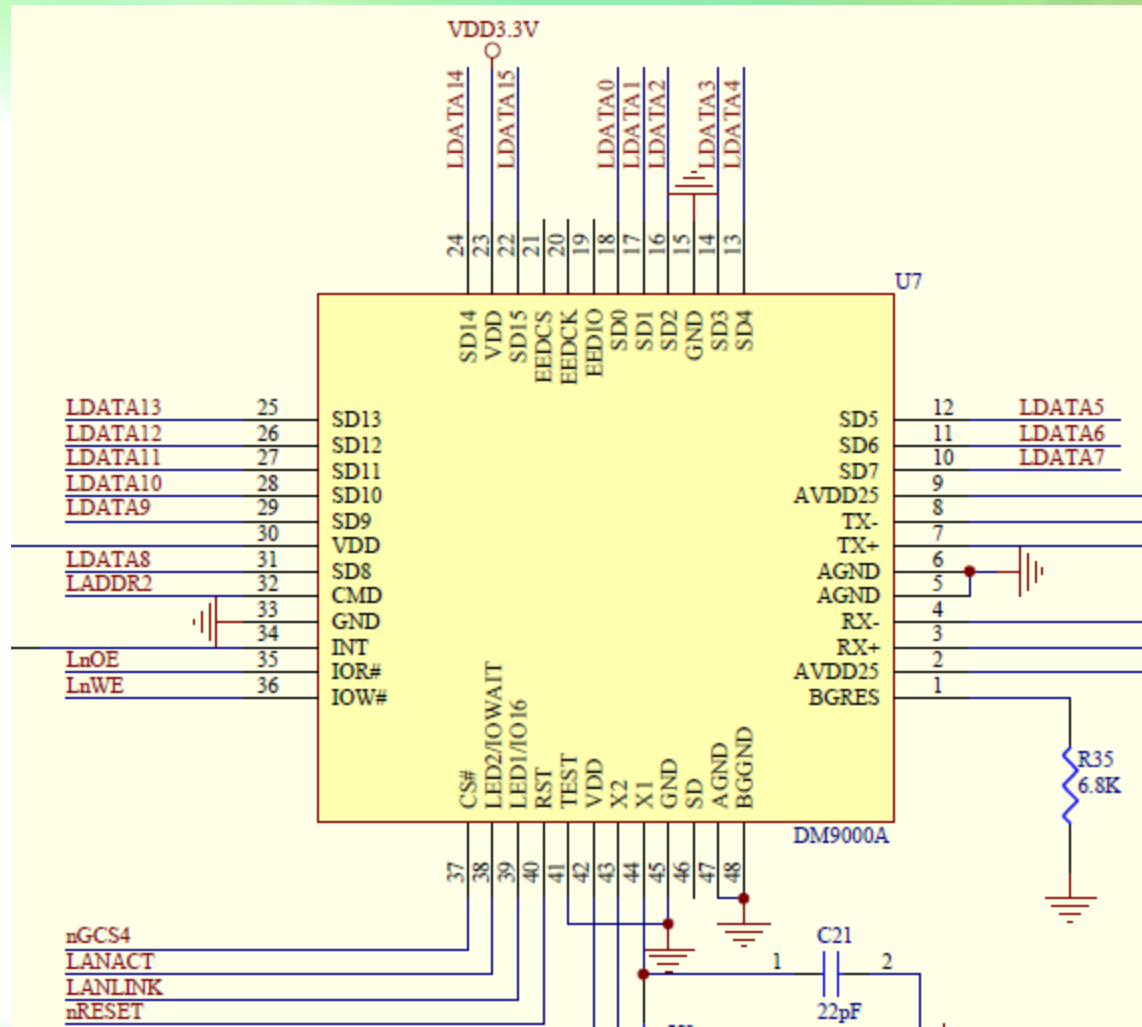 VDD3.3V
LDATA14
LDATA15
LDATA0
LDATA1
LDATA2
LDATA3
LDATA4
24
23
22
21
20
19
18
17
16
15
14
13
U7
SD14
VDD
SD15
EEDCS
EEDCK
EEDIO
SD0
SD1
SD2
GND
SD3
SD4
LDATA13 25 SD13
LDATA12 26 SD12
LDATA11 27 SD11
LDATA10 28 SD10
LDATA9 29 SD9
30 VDD
LDATA8 31 SD8
LADDR2 32 CMD
33 GND
34 INT
LnOE 35 IOR#
LnWE 36 IOW#
SD5 12 LDATA5
SD6 11 LDATA6
SD7 10 LDATA7
AVDD25 9
TX- 8
TX+ 7
AGND 6
AGND 5
RX- 4
RX+ 3
AVDD25 2
BGRES 1
R35
6.8K
CS#
LED2/IOWAIT
LED1/IO16
RST
TEST
VDD
X2
X1
GND
SD
AGND
BGGND
DM9000A
37
38
39
40
41
42
43
44
45
46
47
48
nGCS4
LANACT
LANLINK
nRESET
C21
1 2
22pF